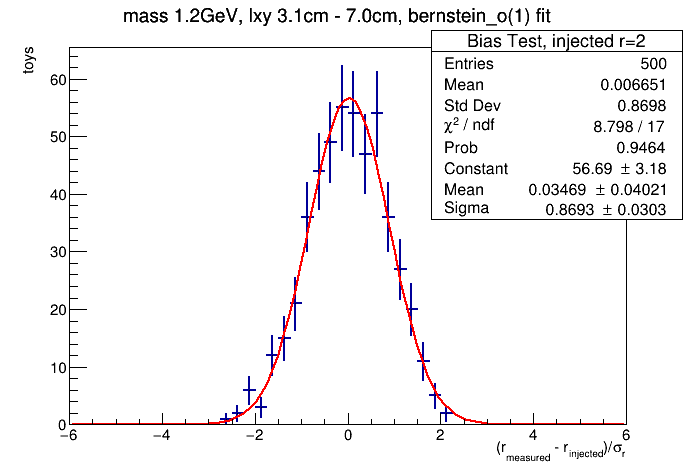 mass 1.2GeV, lxy 3.1cm - 7.0cm, bernstein_o(1) fit
toys
Bias Test, injected r=2
Entries 500
Mean 0.006651
Std Dev 0.8698
χ² / ndf 8.798 / 17
Prob 0.9464
Constant 56.69 ± 3.18
Mean 0.03469 ± 0.04021
Sigma 0.8693 ± 0.0303
60
50
40
30
20
10
0
−6 −4 −2 0 2 4 6
(r_measured - r_injected)/σ_r